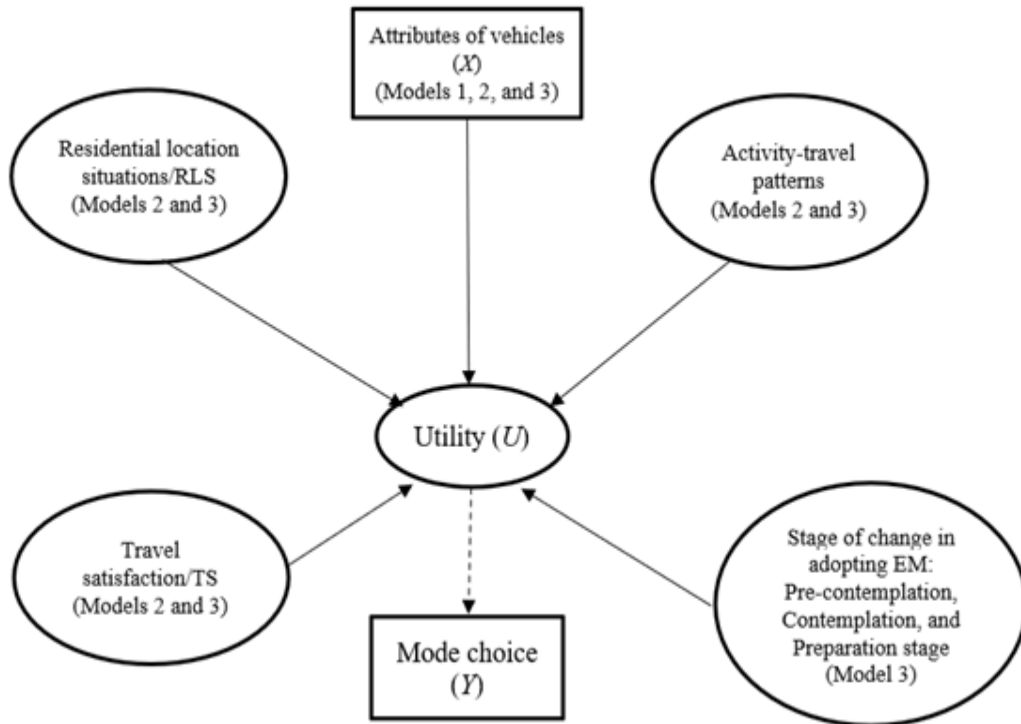 Attributes of vehicles
(X)
(Models 1, 2, and 3)
Residential location
situations/RLS
(Models 2 and 3)
Activity-travel
patterns
(Models 2 and 3)
Utility (U)
Travel
satisfaction/TS
(Models 2 and 3)
Mode choice
(Y)
Stage of change in
adopting EM:
Pre-contemplation,
Contemplation, and
Preparation stage
(Model 3)